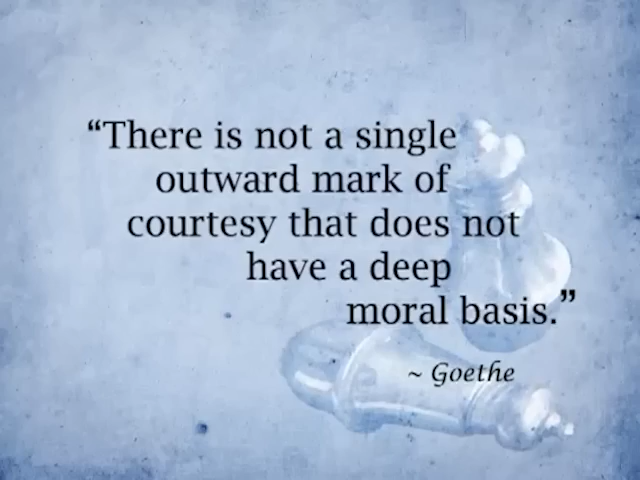 “There is not a single
outward mark of
courtesy that does not
have a deep
moral basis.”
~ Goethe